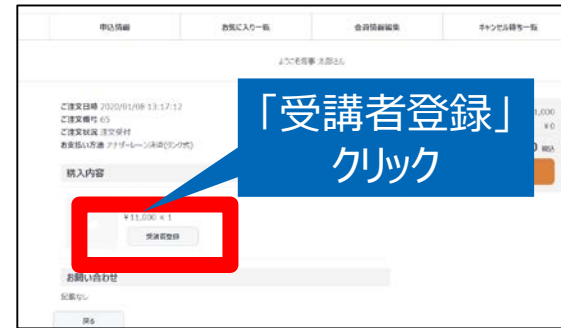 申込情報 お気に入り一覧 会員情報編集 キャンセル待ち一覧
ようこそ
太郎さん
ご注文日時 2020/01/08 13:17:12
ご注文番号 65
ご注文状況 注文受付
お支払い方法 アナザーレーン決済(リンク式)
「受講者登録」
クリック
1,000
¥0
税込
購入内容
¥11,000 × 1
受講者登録
お問い合わせ
記載なし
戻る